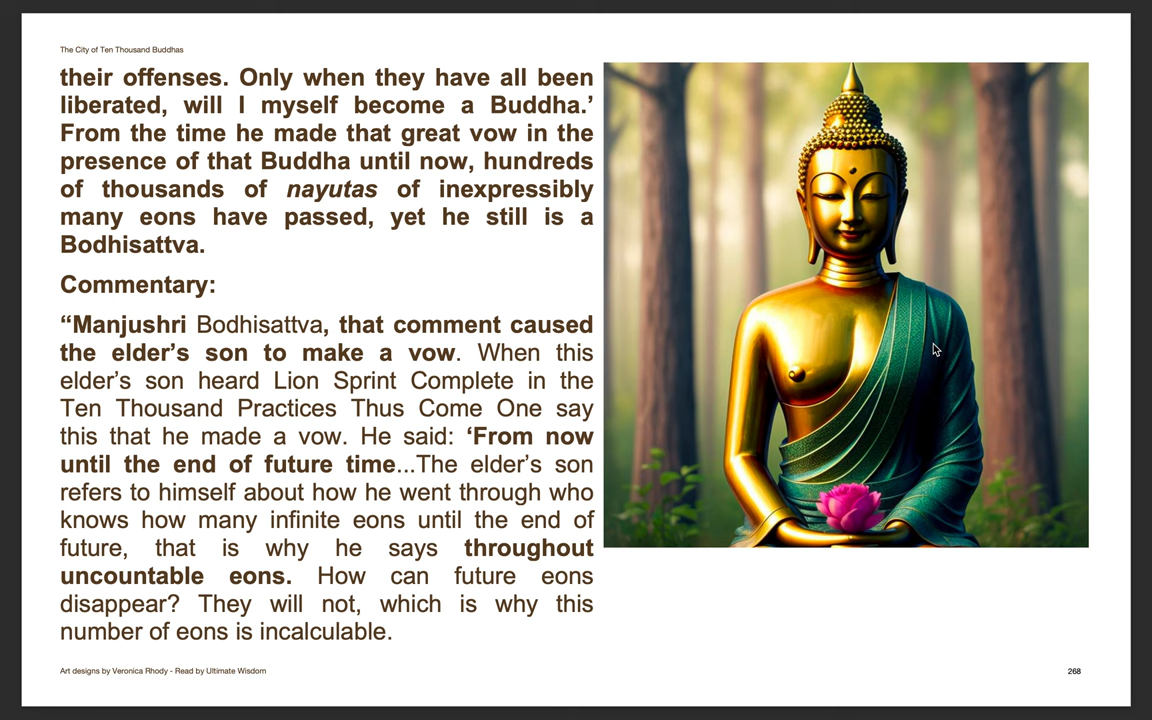 The City of Ten Thousand Buddhas
their offenses. Only when they have all been
liberated, will I myself become a Buddha.’
From the time he made that great vow in the
presence of that Buddha until now, hundreds
of thousands of nayutas of inexpressibly
many eons have passed, yet he still is a
Bodhisattva.
Commentary:
“Manjushri Bodhisattva, that comment caused
the elder’s son to make a vow. When this
elder’s son heard Lion Sprint Complete in the
Ten Thousand Practices Thus Come One say
this that he made a vow. He said: ‘From now
until the end of future time...The elder’s son
refers to himself about how he went through who
knows how many infinite eons until the end of
future, that is why he says throughout
uncountable eons. How can future eons
disappear? They will not, which is why this
number of eons is incalculable.
Art designs by Veronica Rhody - Read by Ultimate Wisdom
268